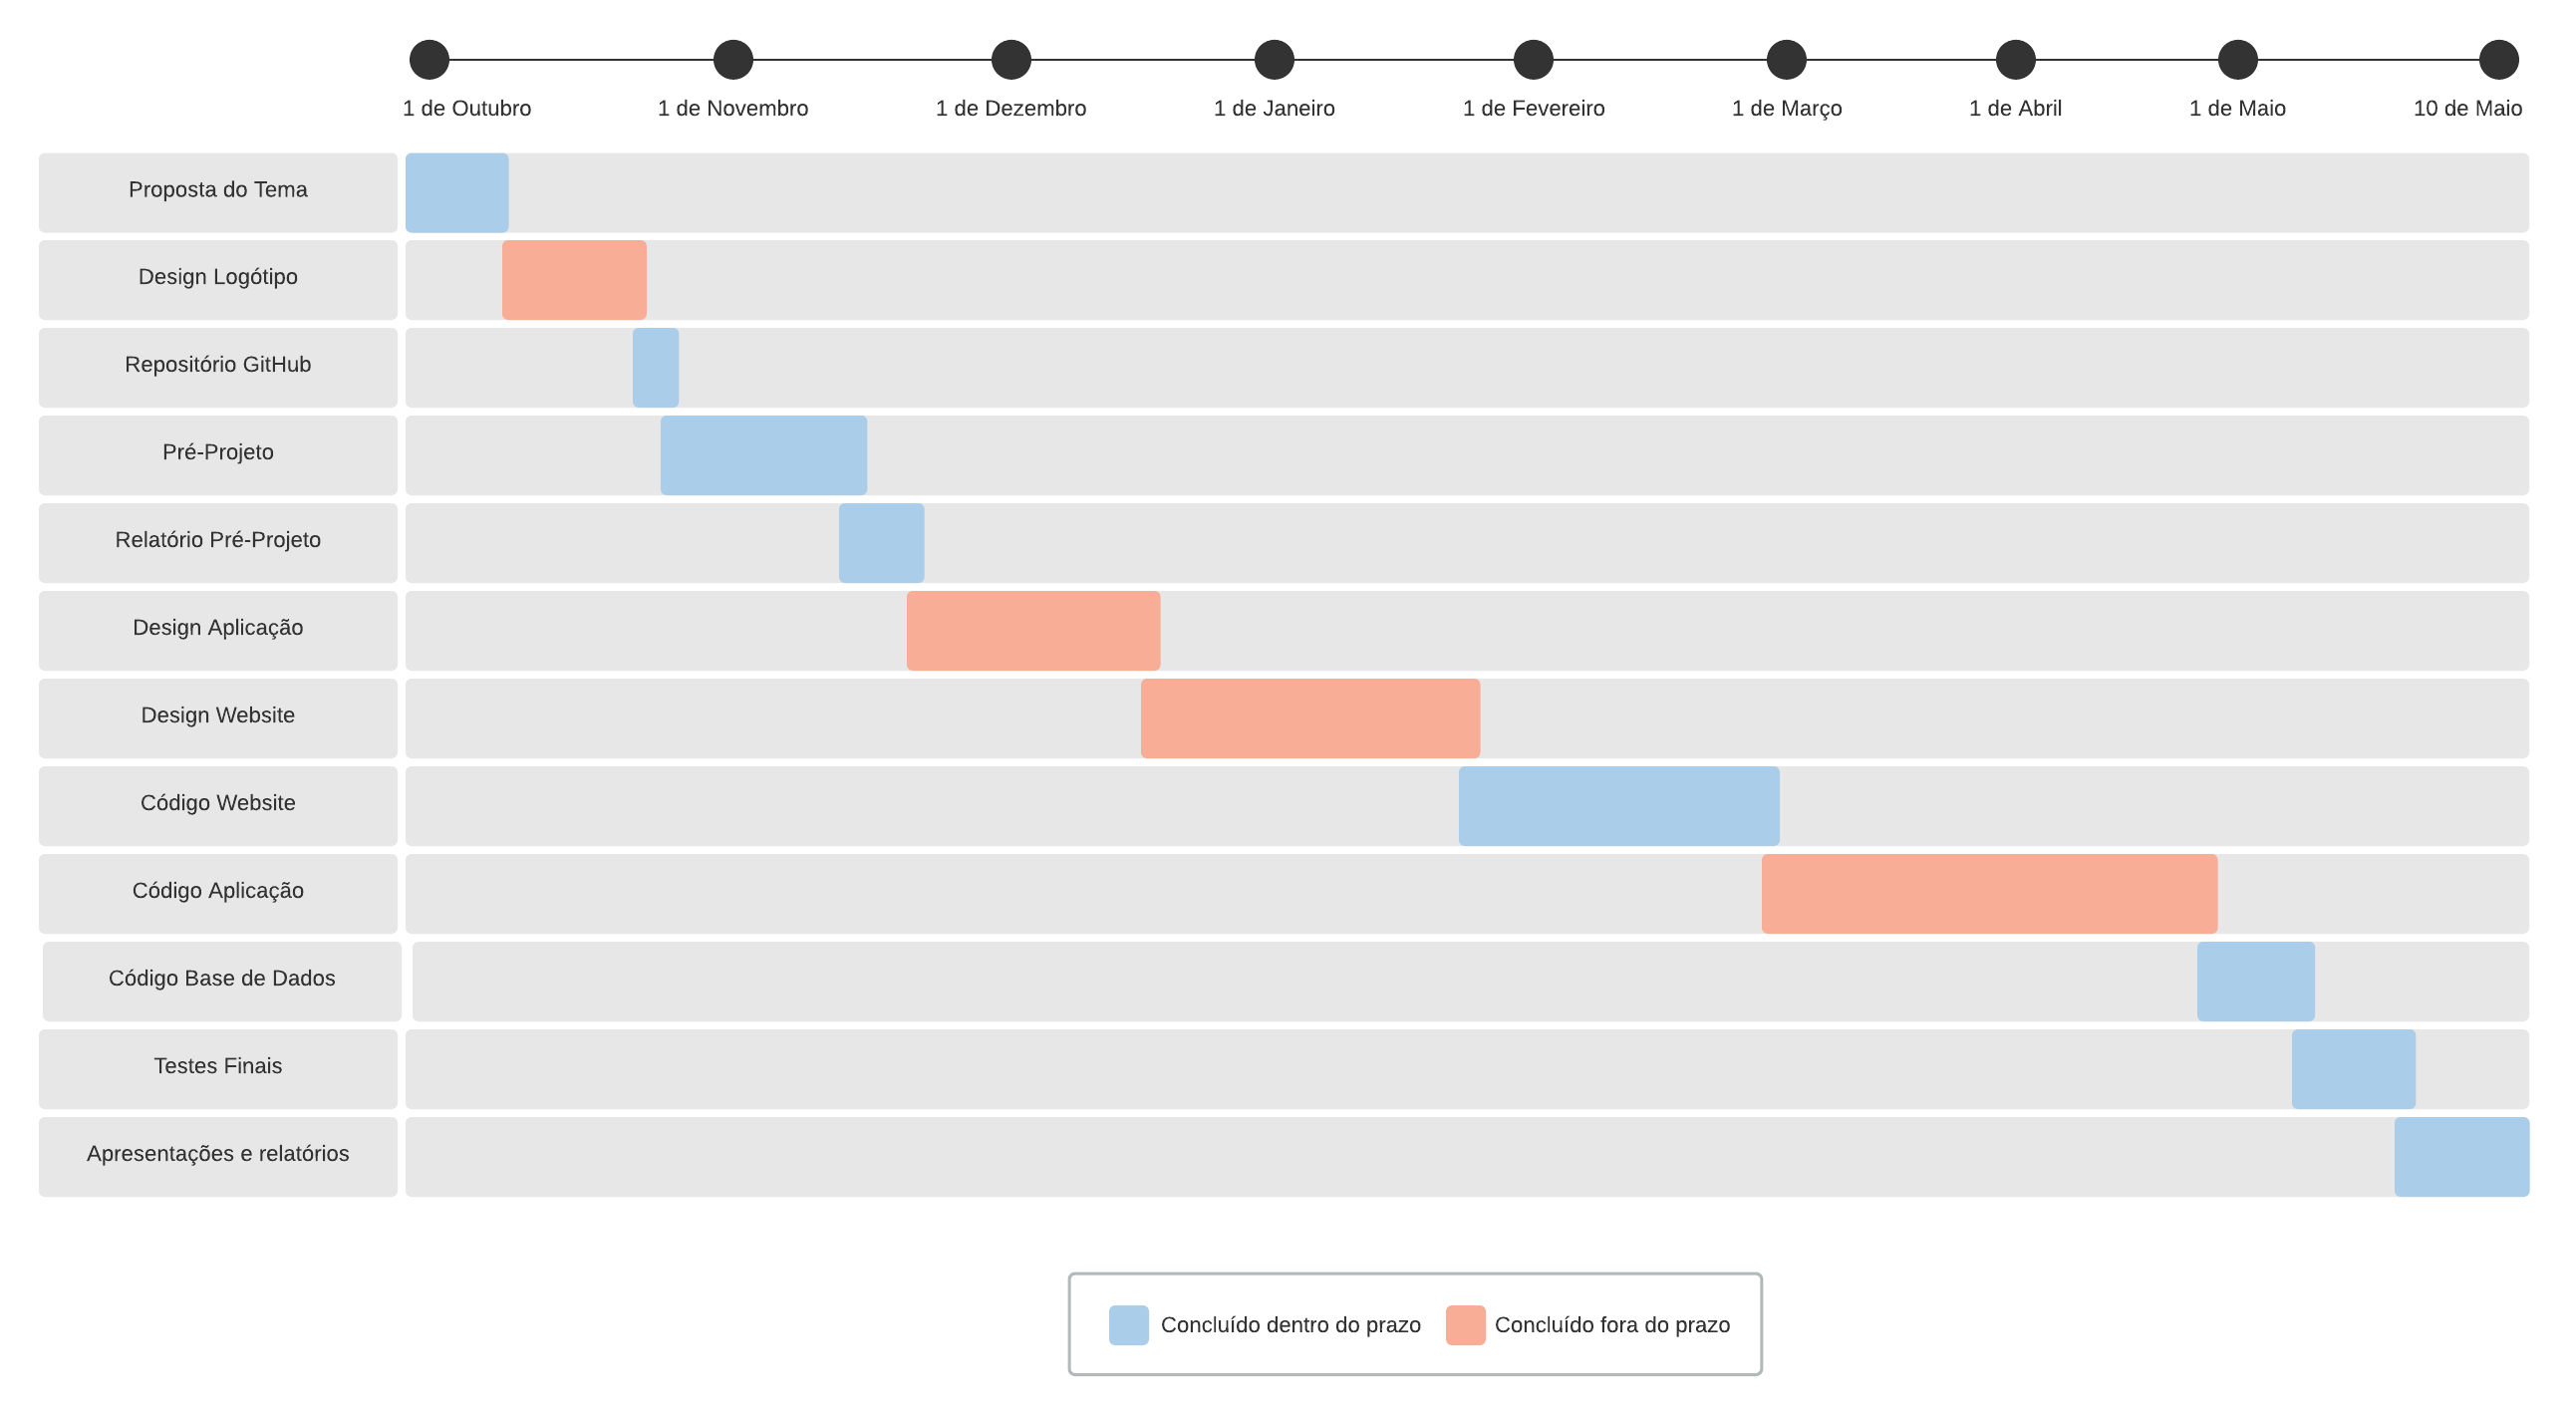 1 de Outubro
1 de Novembro
1 de Dezembro
1 de Janeiro
1 de Fevereiro
1 de Março
1 de Abril
1 de Maio
10 de Maio
Proposta do Tema
Design Logótipo
Repositório GitHub
Pré-Projeto
Relatório Pré-Projeto
Design Aplicação
Design Website
Código Website
Código Aplicação
Código Base de Dados
Testes Finais
Apresentações e relatórios
Concluído dentro do prazo
Concluído fora do prazo